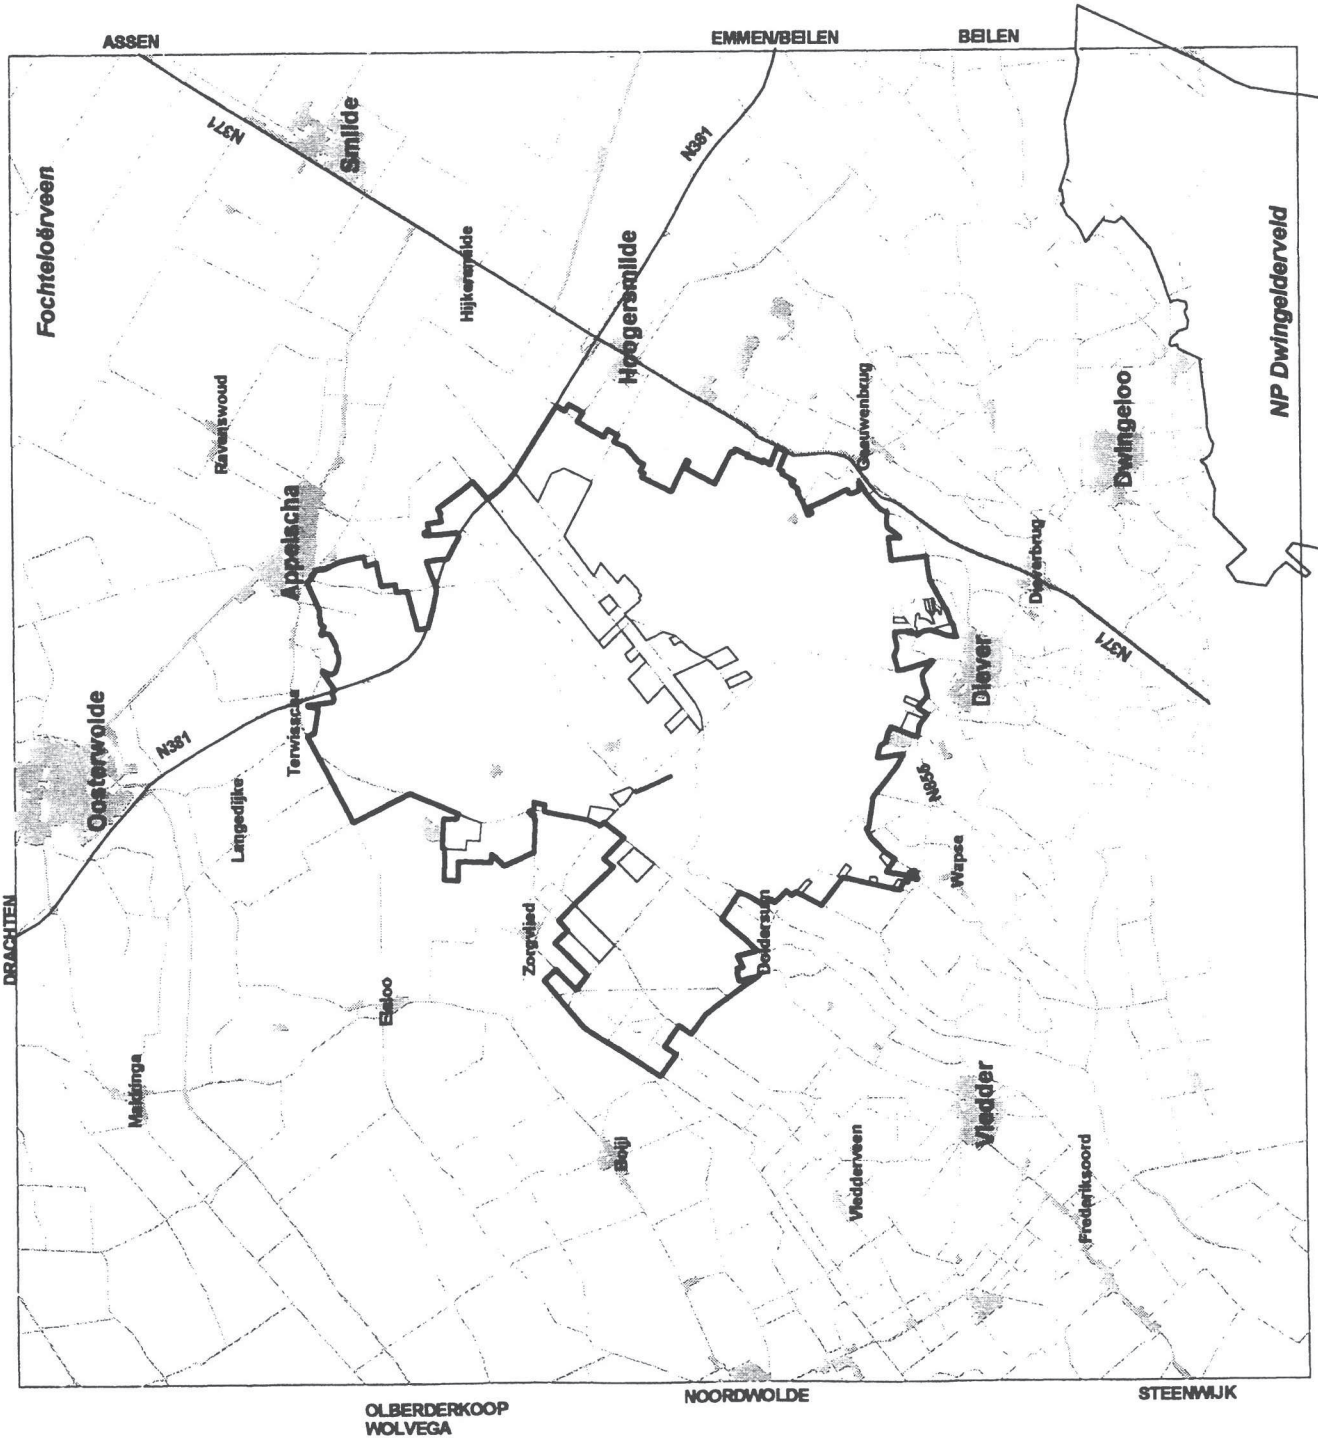 ASSEN
EMMEN/BEILEN
BEILEN
N371
Smilde
N381
Fochteloërveen
Hijkersmilde
Hoogersmilde
NP Dwingelderveld
Ravenswoud
Geeuwenbrug
Dwingeloo
Appelscha
Dieverbrug
Diever
N371
Oosterwolde
N381
Terwisscha
N855
Langedijke
Wapse
DRACHTEN
Zorgvlied
Doldersum
Elsloo
Makkinga
Boijl
Vledder
Vledderveen
Frederiksoord
NOORDWOLDE
STEENWIJK
OLBERDERKOOP
WOLVEGA